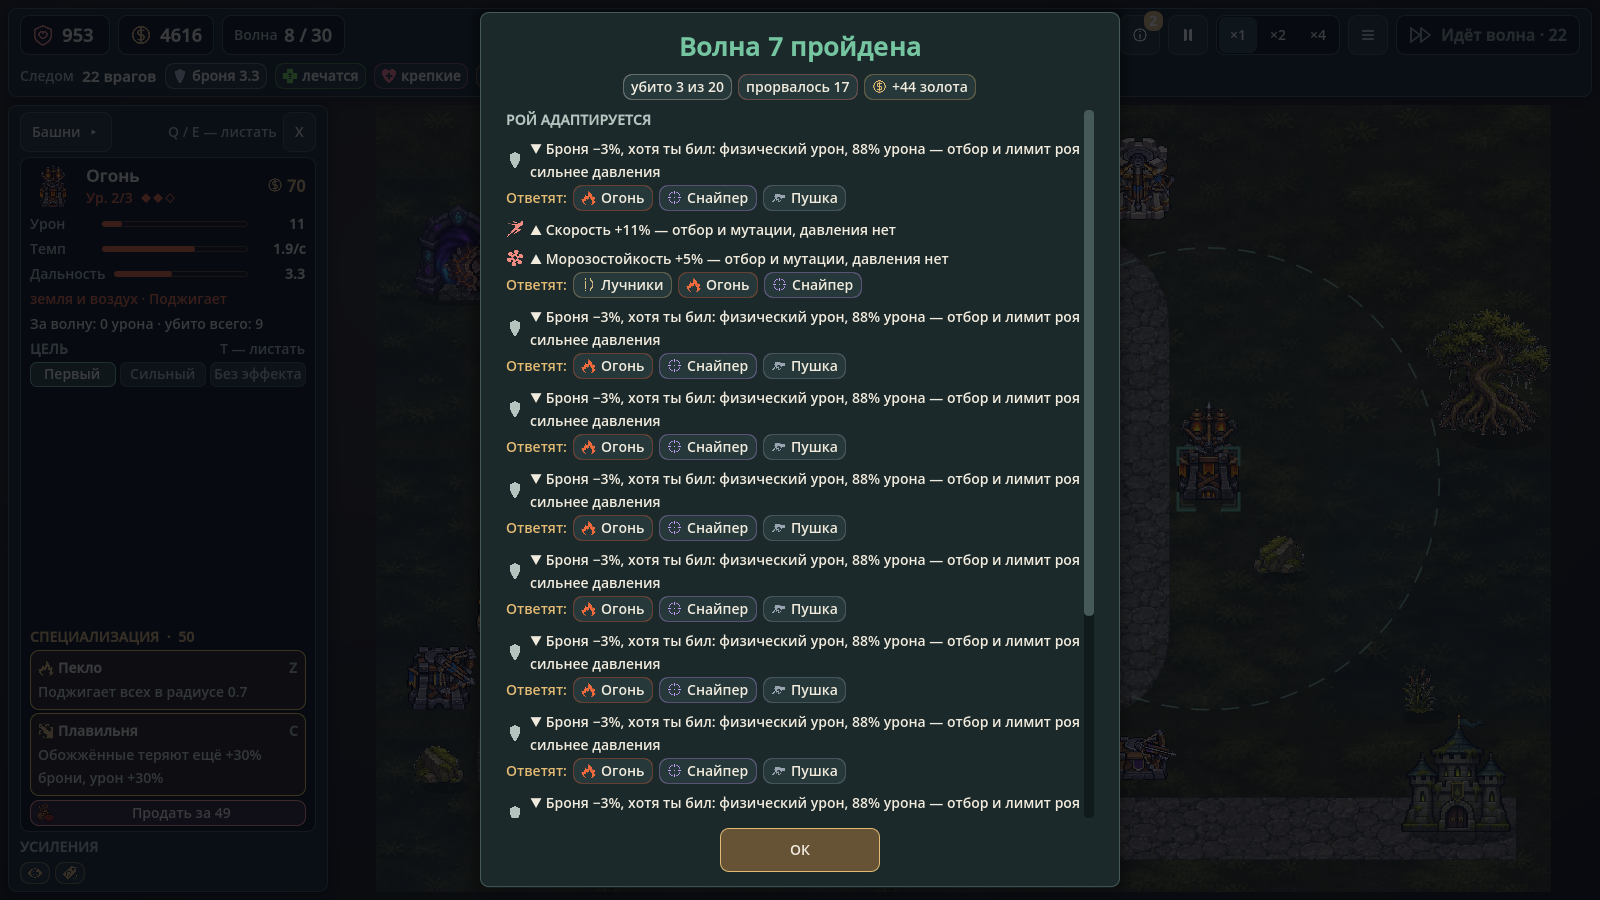 953
4616
Волна 8 / 30
2
×1
×2
×4
Идёт волна · 22
Следом 22 врагов
броня 3.3
лечатся
крепкие
Башни ▸
Q / E — листать
X
Огонь
70
Ур. 2/3
Урон 11
Темп 1.9/с
Дальность 3.3
земля и воздух · Поджигает
За волну: 0 урона · убито всего: 9
ЦЕЛЬ
T — листать
Первый
Сильный
Без эффекта
СПЕЦИАЛИЗАЦИЯ · 50
Пекло Z
Поджигает всех в радиусе 0.7
Плавильня C
Обожжённые теряют ещё +30%
брони, урон +30%
Продать за 49
УСИЛЕНИЯ
Волна 7 пройдена
убито 3 из 20
прорвалось 17
+44 золота
РОЙ АДАПТИРУЕТСЯ
▼ Броня −3%, хотя ты бил: физический урон, 88% урона — отбор и лимит роя
сильнее давления
Ответят: Огонь Снайпер Пушка
▲ Скорость +11% — отбор и мутации, давления нет
▲ Морозостойкость +5% — отбор и мутации, давления нет
Ответят: Лучники Огонь Снайпер
▼ Броня −3%, хотя ты бил: физический урон, 88% урона — отбор и лимит роя
сильнее давления
Ответят: Огонь Снайпер Пушка
▼ Броня −3%, хотя ты бил: физический урон, 88% урона — отбор и лимит роя
сильнее давления
Ответят: Огонь Снайпер Пушка
▼ Броня −3%, хотя ты бил: физический урон, 88% урона — отбор и лимит роя
сильнее давления
Ответят: Огонь Снайпер Пушка
▼ Броня −3%, хотя ты бил: физический урон, 88% урона — отбор и лимит роя
сильнее давления
Ответят: Огонь Снайпер Пушка
▼ Броня −3%, хотя ты бил: физический урон, 88% урона — отбор и лимит роя
сильнее давления
Ответят: Огонь Снайпер Пушка
▼ Броня −3%, хотя ты бил: физический урон, 88% урона — отбор и лимит роя
сильнее давления
Ответят: Огонь Снайпер Пушка
▼ Броня −3%, хотя ты бил: физический урон, 88% урона — отбор и лимит роя
ОК